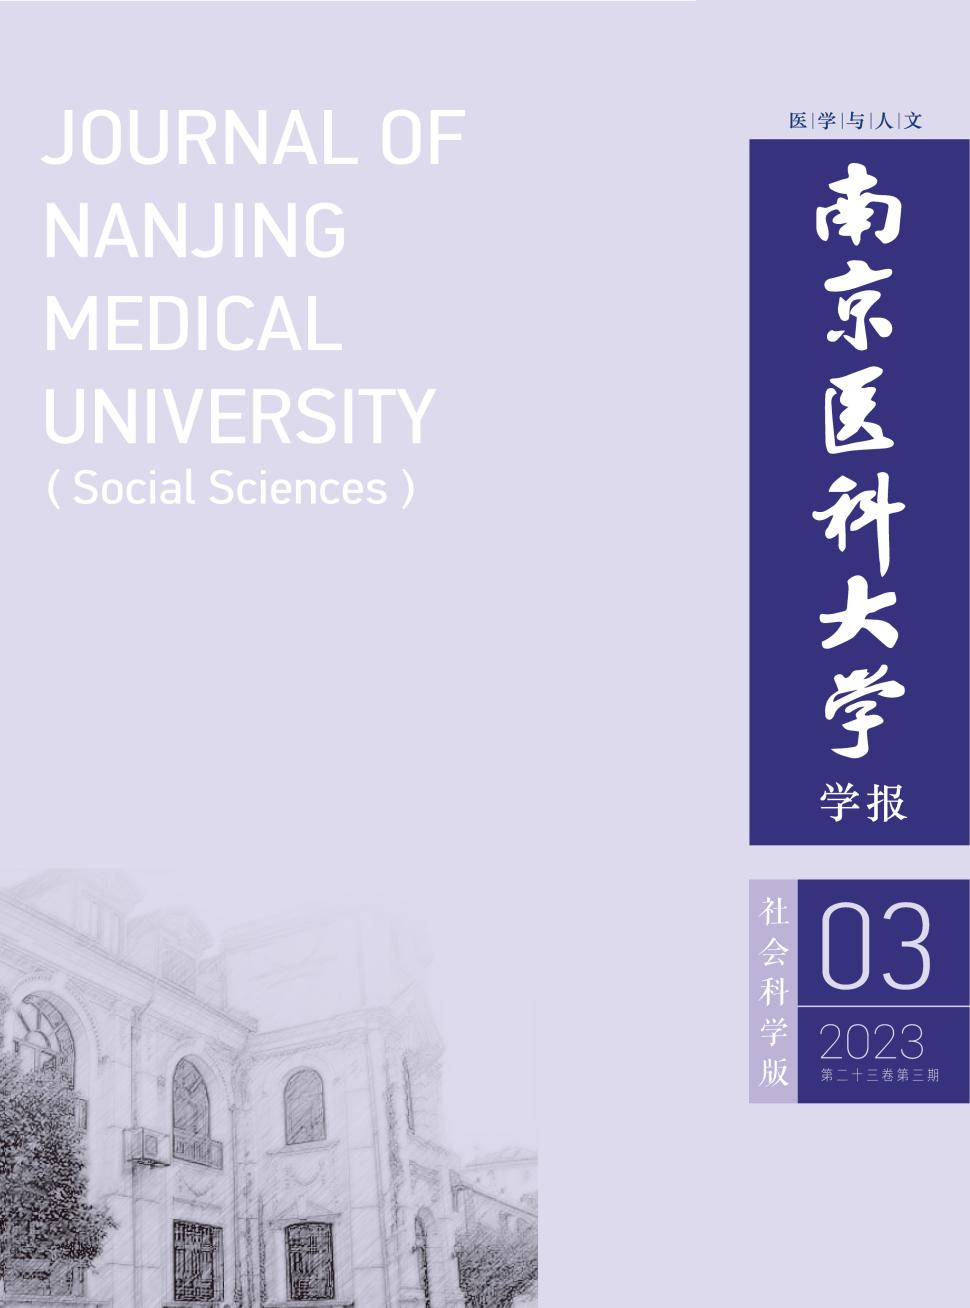 JOURNAL OF
NANJING
MEDICAL
UNIVERSITY
( Social Sciences )
医|学|与|人|文
南京医科大学
学报
社会科学版
03
2023
第二十三卷第三期